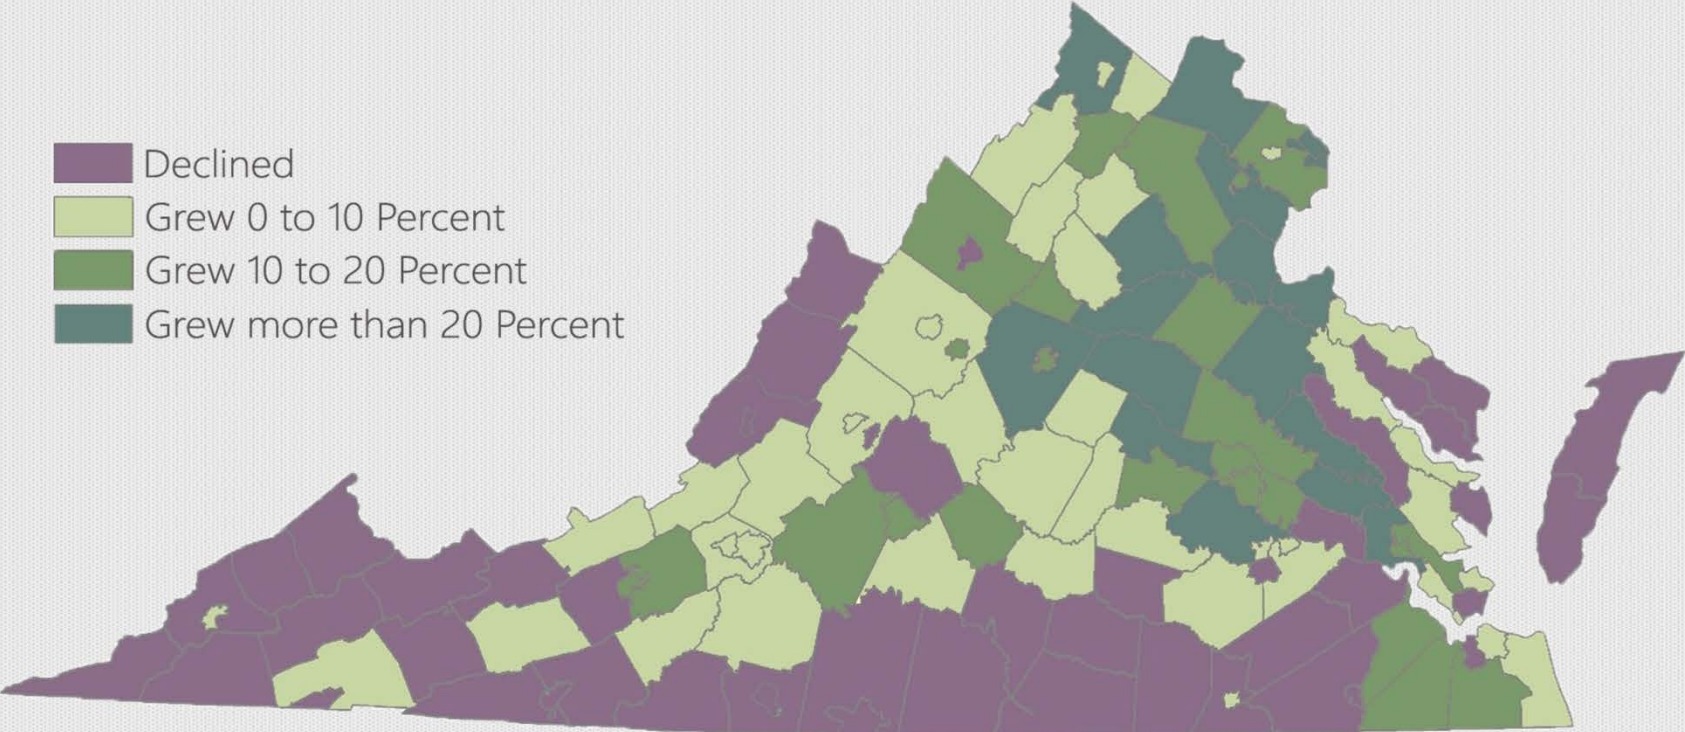 Declined
Grew 0 to 10 Percent
Grew 10 to 20 Percent
Grew more than 20 Percent